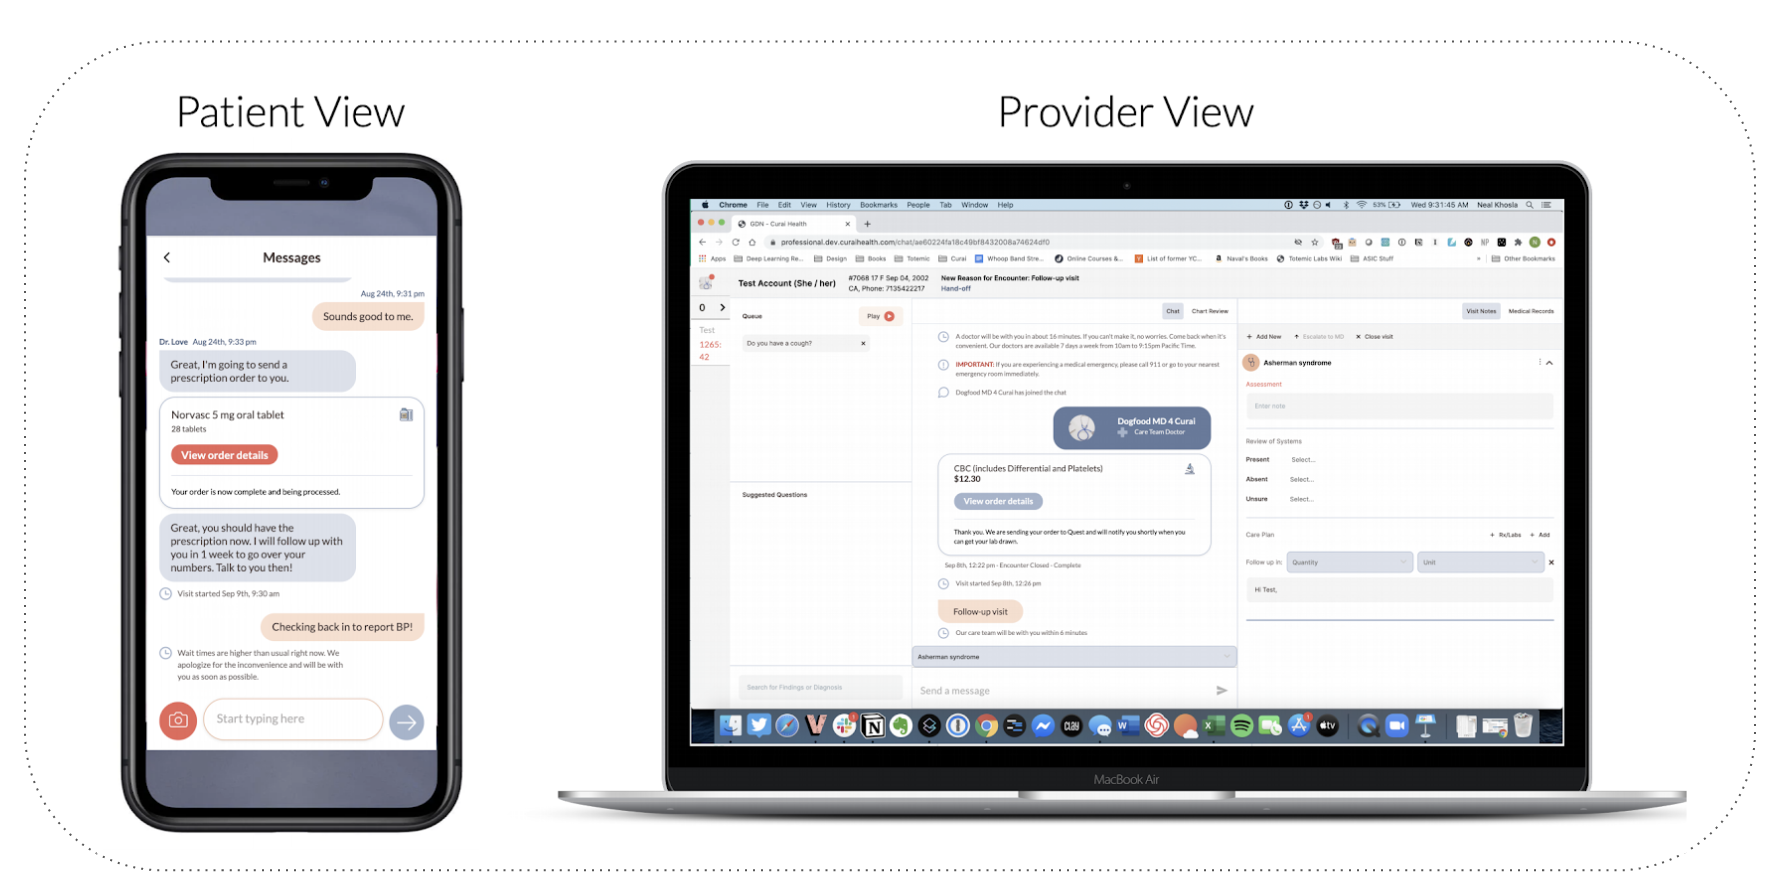 Patient View
Provider View
Messages
Aug 24th, 9:31 pm
Sounds good to me.
Dr. Love Aug 24th, 9:33 pm
Great, I'm going to send a
prescription order to you.
Norvasc 5 mg oral tablet
28 tablets
View order details
Your order is now complete and being processed.
Great, you should have the
prescription now. I will follow up with
you in 1 week to go over your
numbers. Talk to you then!
Visit started Sep 9th, 9:30 am
Checking back in to report BP!
Wait times are higher than usual right now. We
apologize for the inconvenience and will be with
you as soon as possible.
Start typing here
Chrome File Edit View History Bookmarks People Tab Window Help
53% Wed 9:31:45 AM Neal Khosla
GDN - Curai Health
professional.dev.curaihealth.com/chat/ae60224fa18c49bf8432008a74624df0
Apps Deep Learning Re... Design Books Totemic Curai Whoop Band Stre... Online Courses &... List of former YC... Naval's Books Totemic Labs Wiki ASIC Stuff » Other Bookmarks
Test Account (She / her)
#7068 17 F Sep 04, 2002
CA, Phone: 7135422217
New Reason for Encounter: Follow-up visit
Hand-off
0
Test
1265:
42
Queue
Play
Do you have a cough?
Suggested Questions
Search for Findings or Diagnosis
Chat Chart Review
A doctor will be with you in about 16 minutes. If you can't make it, no worries. Come back when it's
convenient. Our doctors are available 7 days a week from 10am to 9:15pm Pacific Time.
IMPORTANT: If you are experiencing a medical emergency, please call 911 or go to your nearest
emergency room immediately.
Dogfood MD 4 Curai has joined the chat
Dogfood MD 4 Curai
Care Team Doctor
CBC (includes Differential and Platelets)
$12.30
View order details
Thank you. We are sending your order to Quest and will notify you shortly when you
can get your lab drawn.
Sep 8th, 12:22 pm - Encounter Closed - Complete
Visit started Sep 8th, 12:26 pm
Follow-up visit
Our care team will be with you within 6 minutes
Asherman syndrome
Send a message
Visit Notes Medical Records
+ Add New Escalate to MD × Close visit
Asherman syndrome
Assessment
Enter note
Review of Systems
Present Select...
Absent Select...
Unsure Select...
Care Plan + Rx/Labs + Add
Follow up in: Quantity Unit
Hi Test,
CLAY
tv
MacBook Air